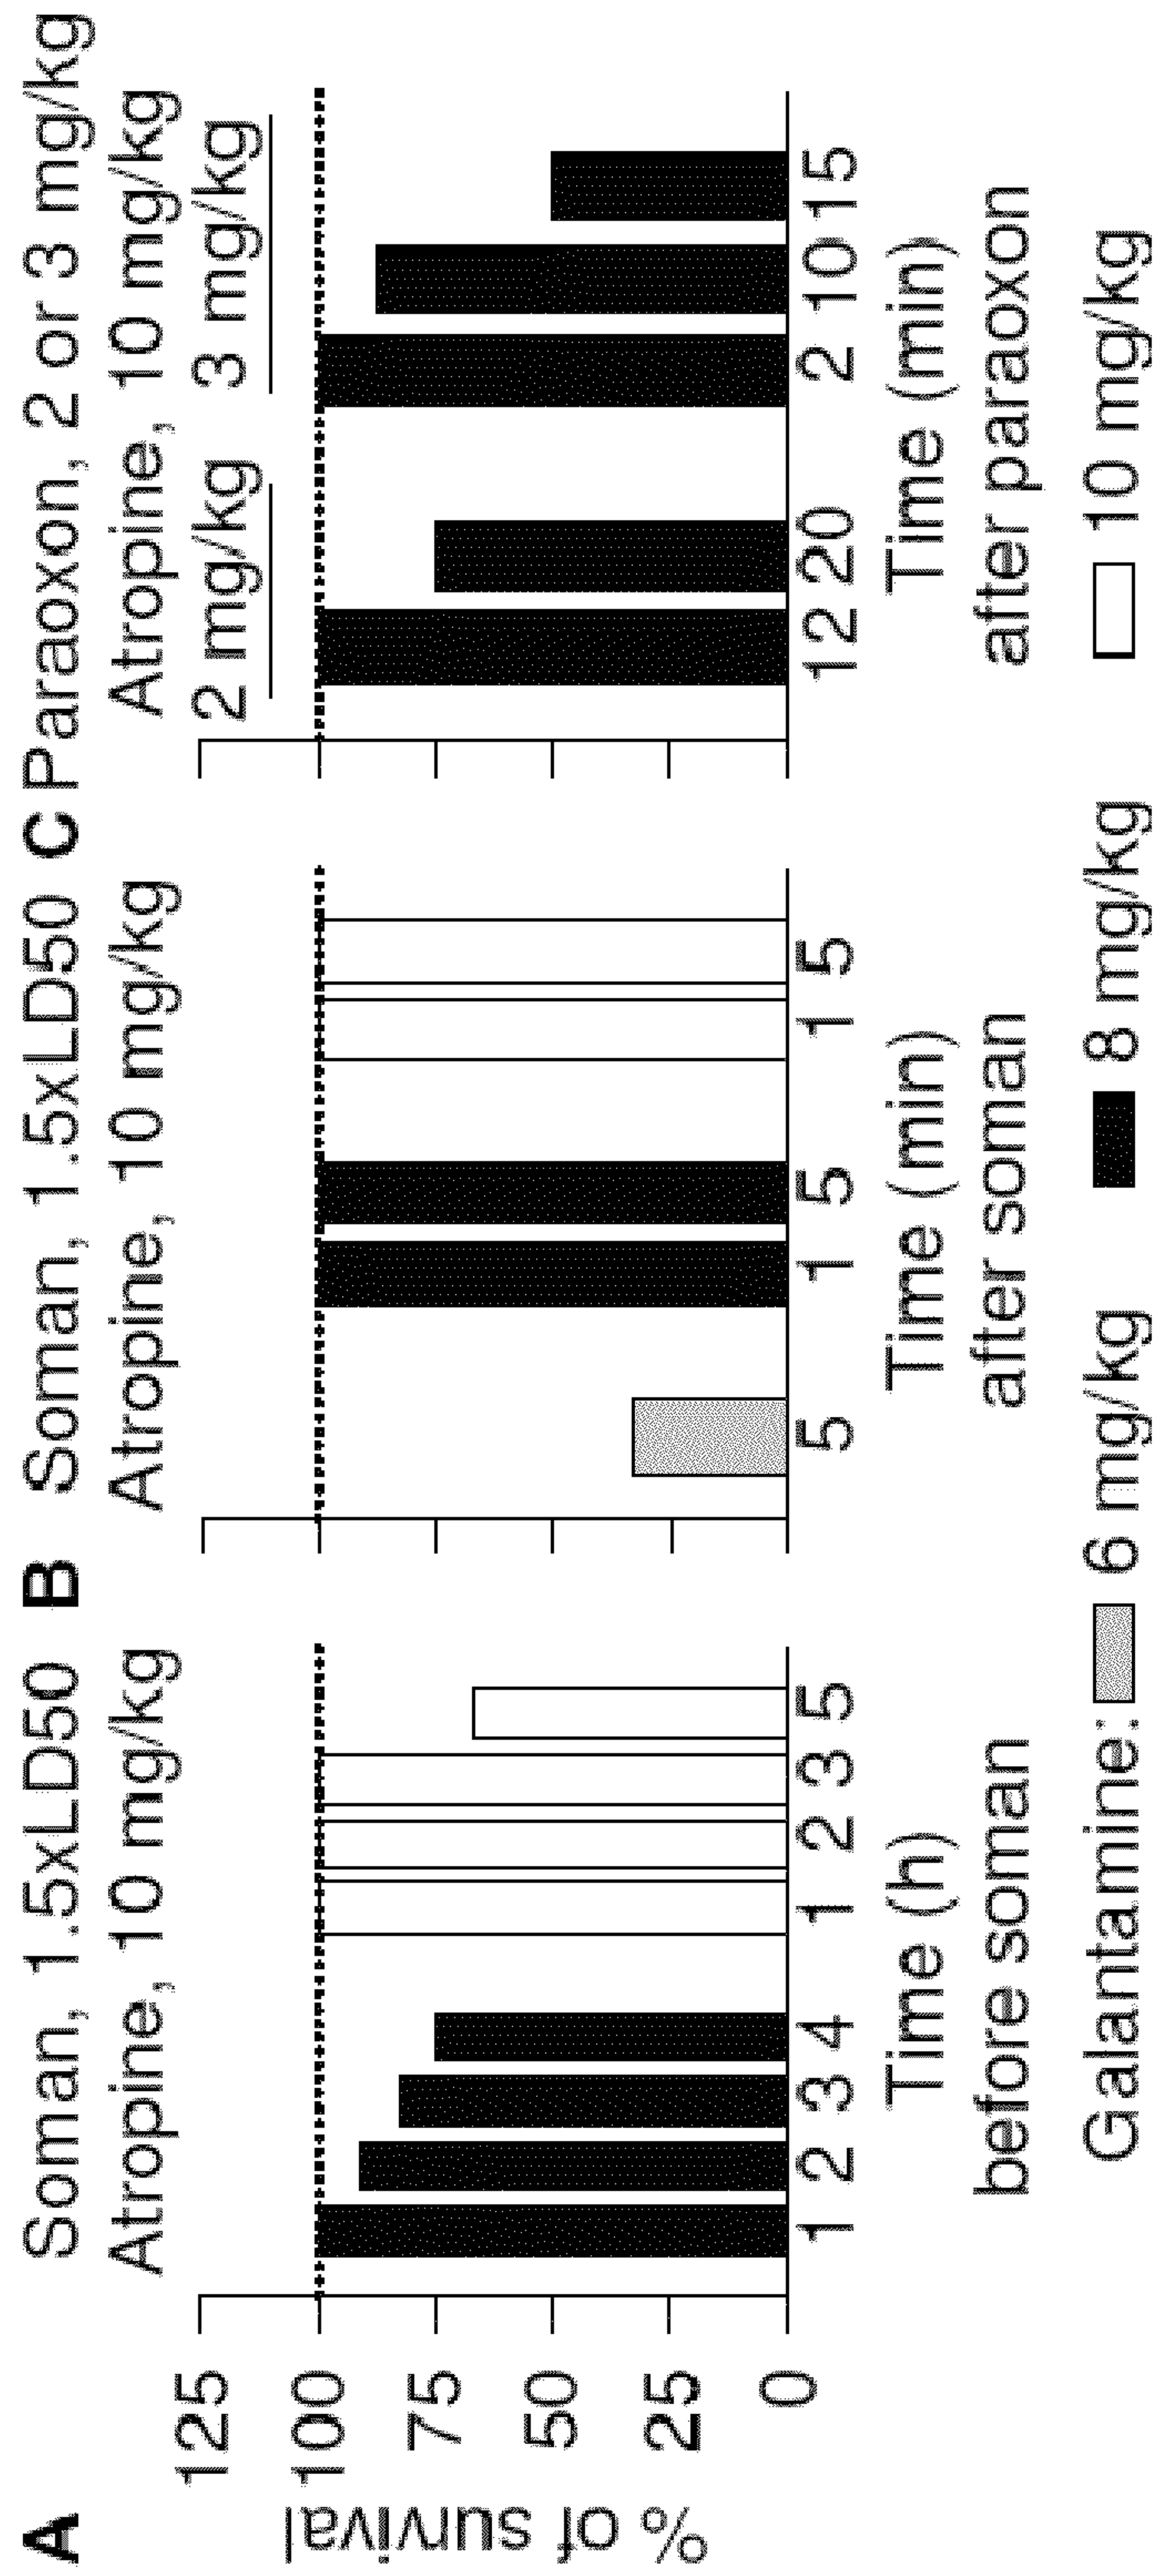 A
Soman, 1.5xLD50
Atropine, 10 mg/kg
% of survival
125
100
75
50
25
0
1 2 3 4 1 2 3 5
Time (h)
before soman
B
Soman, 1.5xLD50
Atropine, 10 mg/kg
5 1 5 1 5
Time (min)
after soman
C
Paraoxon, 2 or 3 mg/kg
Atropine, 10 mg/kg
2 mg/kg 3 mg/kg
12 20 2 10 15
Time (min)
after paraoxon
Galantamine: 6 mg/kg 8 mg/kg 10 mg/kg